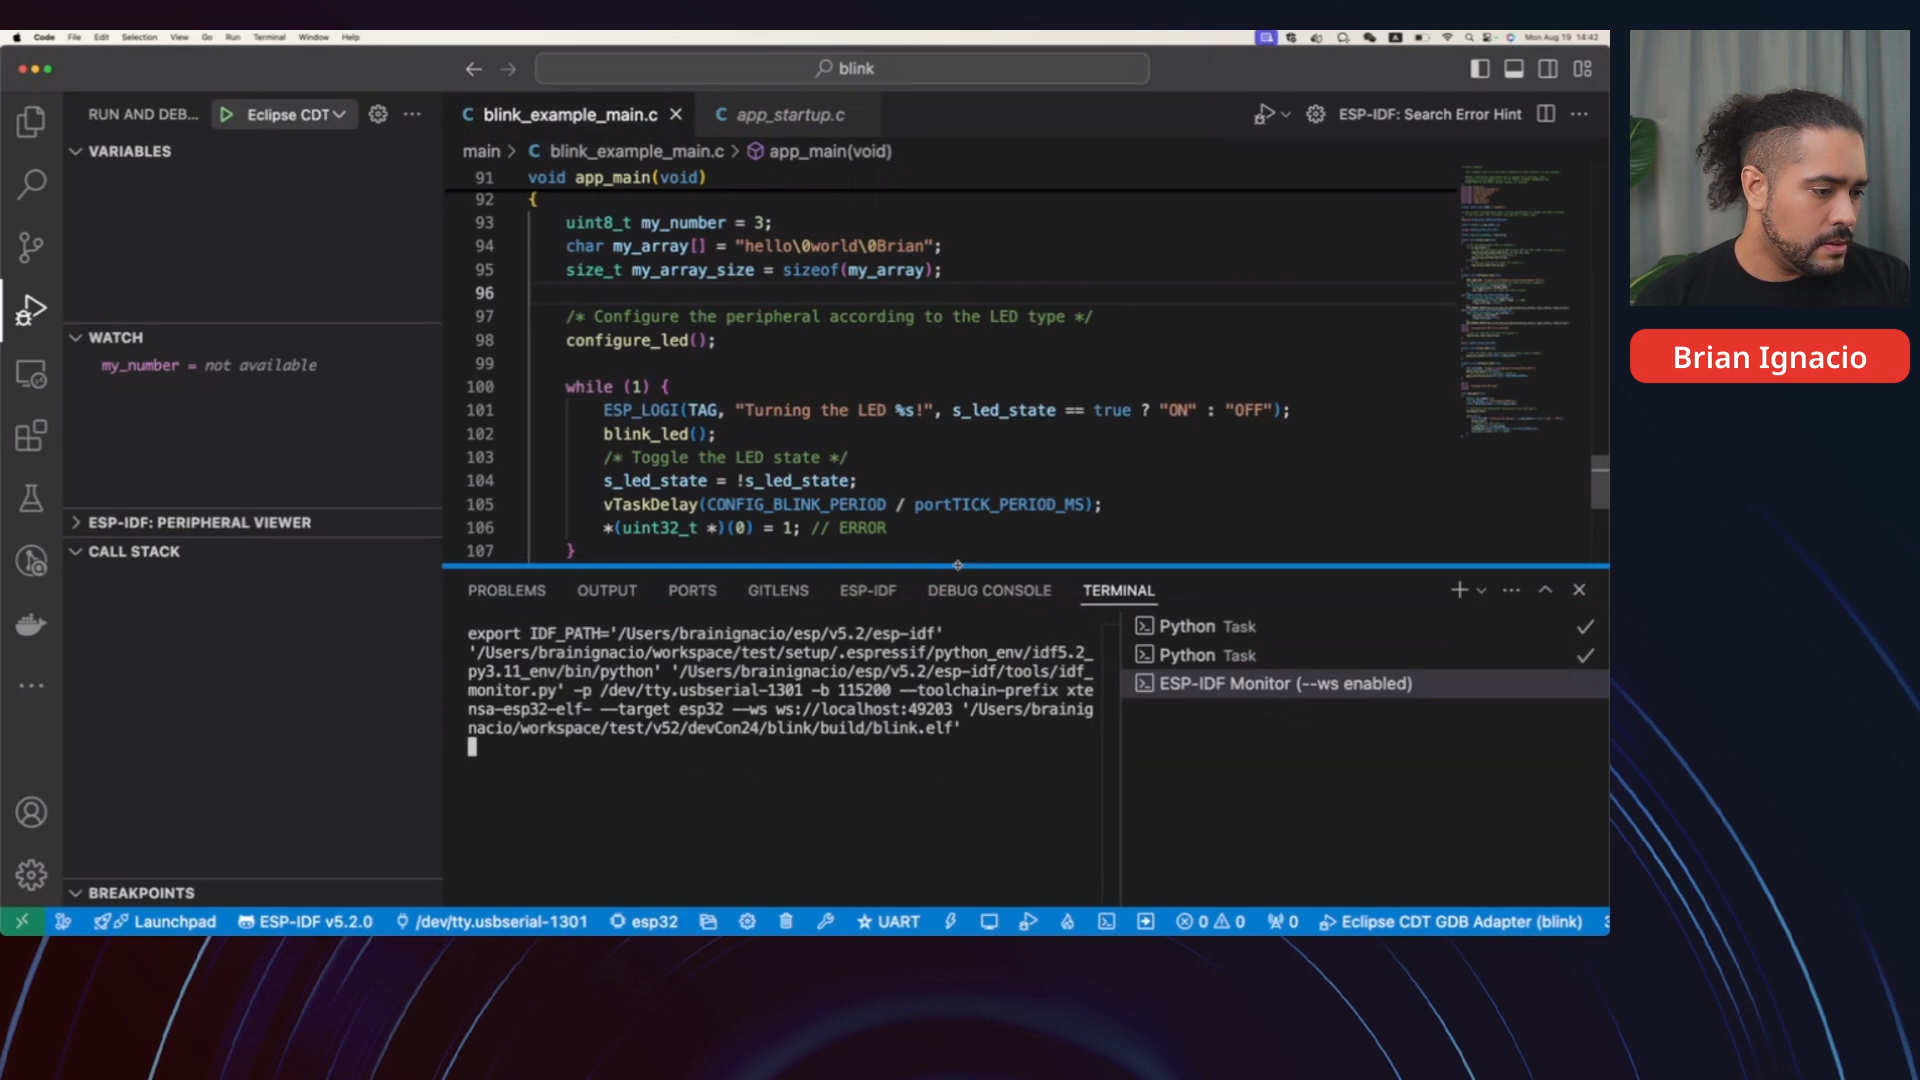 Code File Edit Selection View Go Run Terminal Window Help
Mon Aug 19 14:42
blink
RUN AND DEB... Eclipse CDT
VARIABLES
WATCH
my_number = not available
ESP-IDF: PERIPHERAL VIEWER
CALL STACK
BREAKPOINTS
C blink_example_main.c
C app_startup.c
ESP-IDF: Search Error Hint
main > C blink_example_main.c > app_main(void)
91 void app_main(void)
92 {
93 uint8_t my_number = 3;
94 char my_array[] = "hello\0world\0Brian";
95 size_t my_array_size = sizeof(my_array);
96
97 /* Configure the peripheral according to the LED type */
98 configure_led();
99
100 while (1) {
101 ESP_LOGI(TAG, "Turning the LED %s!", s_led_state == true ? "ON" : "OFF");
102 blink_led();
103 /* Toggle the LED state */
104 s_led_state = !s_led_state;
105 vTaskDelay(CONFIG_BLINK_PERIOD / portTICK_PERIOD_MS);
106 *(uint32_t *)(0) = 1; // ERROR
107 }
PROBLEMS OUTPUT PORTS GITLENS ESP-IDF DEBUG CONSOLE TERMINAL
export IDF_PATH='/Users/brainignacio/esp/v5.2/esp-idf'
'/Users/brainignacio/workspace/test/setup/.espressif/python_env/idf5.2_
py3.11_env/bin/python' '/Users/brainignacio/esp/v5.2/esp-idf/tools/idf_
monitor.py' -p /dev/tty.usbserial-1301 -b 115200 --toolchain-prefix xte
nsa-esp32-elf- --target esp32 --ws ws://localhost:49203 '/Users/brainig
nacio/workspace/test/v52/devCon24/blink/build/blink.elf'
Python Task
Python Task
ESP-IDF Monitor (--ws enabled)
Launchpad ESP-IDF v5.2.0 /dev/tty.usbserial-1301 esp32 UART 0 0 0 Eclipse CDT GDB Adapter (blink)
Brian Ignacio